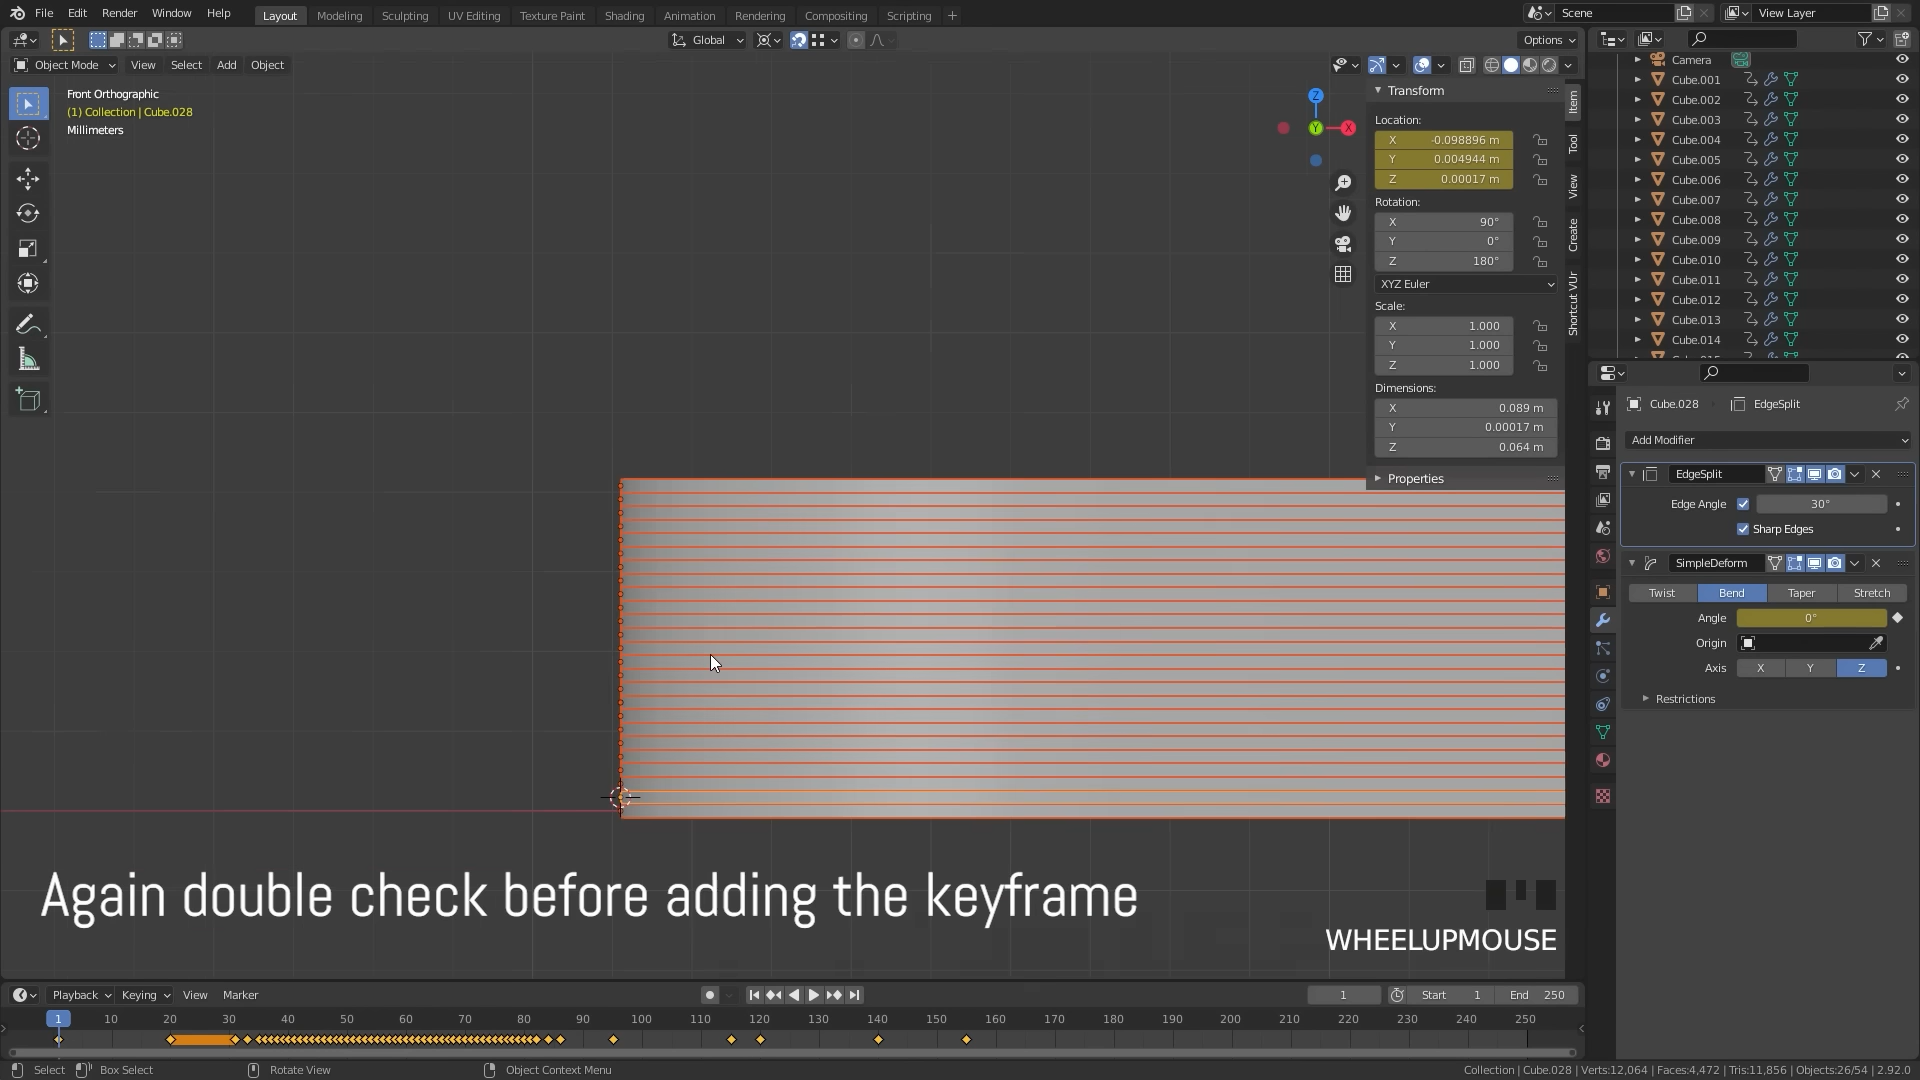 File Edit Render Window Help Layout Modeling Sculpting UV Editing Texture Paint Shading Animation Rendering Compositing Scripting + Scene View Layer
Global Options
Object Mode View Select Add Object
Front Orthographic
(1) Collection | Cube.028
Millimeters
Z
Y
X
Transform
Location:
X -0.098896 m
Y 0.004944 m
Z 0.00017 m
Rotation:
X 90°
Y 0°
Z 180°
XYZ Euler
Scale:
X 1.000
Y 1.000
Z 1.000
Dimensions:
X 0.089 m
Y 0.00017 m
Z 0.064 m
Properties
Item
Tool
View
Create
Shortcut VUr
Camera
Cube.001
Cube.002
Cube.003
Cube.004
Cube.005
Cube.006
Cube.007
Cube.008
Cube.009
Cube.010
Cube.011
Cube.012
Cube.013
Cube.014
Cube.028 EdgeSplit
Add Modifier
EdgeSplit
Edge Angle 30°
Sharp Edges
SimpleDeform
Twist Bend Taper Stretch
Angle 0°
Origin
Axis X Y Z
Restrictions
Again double check before adding the keyframe
WHEELUPMOUSE
Playback Keying View Marker 1 Start 1 End 250
1 10 20 30 40 50 60 70 80 90 100 110 120 130 140 150 160 170 180 190 200 210 220 230 240 250
Select Box Select Rotate View Object Context Menu Collection | Cube.028 | Verts:12,064 | Faces:4,472 | Tris:11,856 | Objects:26/54 | 2.92.0